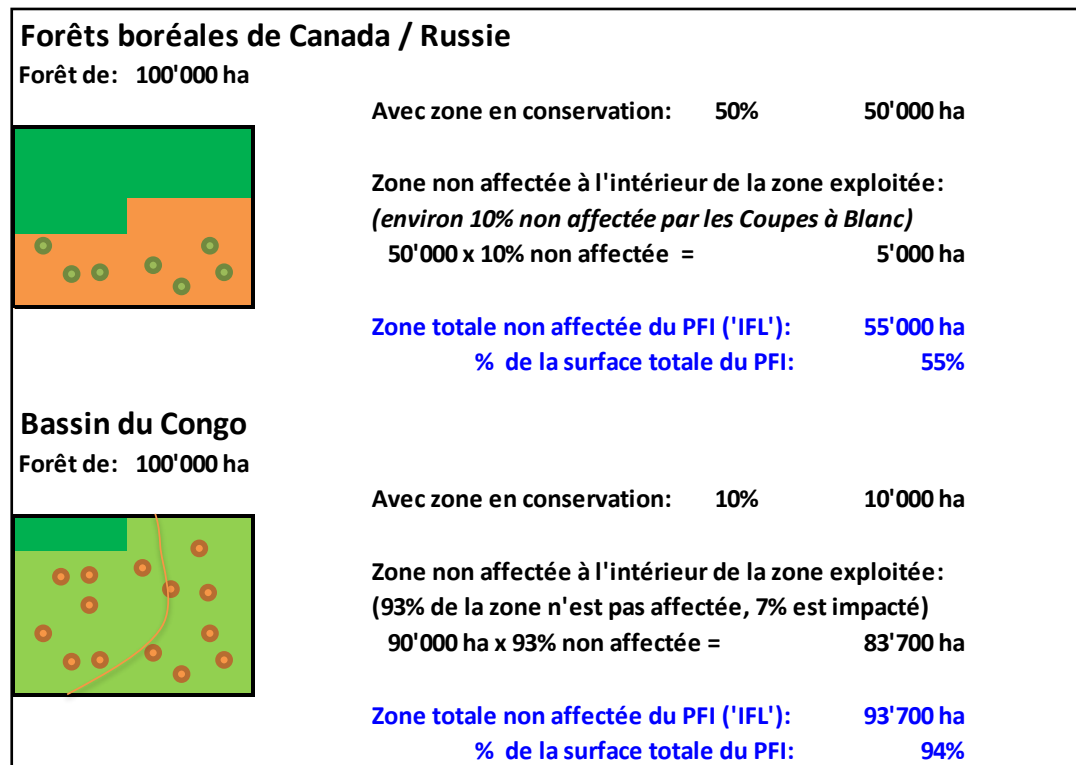 Forêts boréales de Canada / Russie
Forêt de: 100'000 ha
Avec zone en conservation: 50% 50'000 ha
Zone non affectée à l'intérieur de la zone exploitée:
(environ 10% non affectée par les Coupes à Blanc)
50'000 x 10% non affectée = 5'000 ha
Zone totale non affectée du PFI ('IFL'): 55'000 ha
% de la surface totale du PFI: 55%
Bassin du Congo
Forêt de: 100'000 ha
Avec zone en conservation: 10% 10'000 ha
Zone non affectée à l'intérieur de la zone exploitée:
(93% de la zone n'est pas affectée, 7% est impacté)
90'000 ha x 93% non affectée = 83'700 ha
Zone totale non affectée du PFI ('IFL'): 93'700 ha
% de la surface totale du PFI: 94%